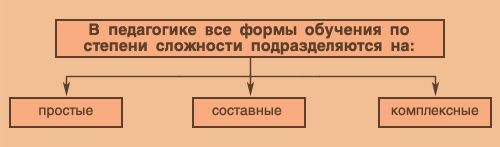 В педагогике все формы обучения по
степени сложности подразделяются на:
простые
составные
комплексные